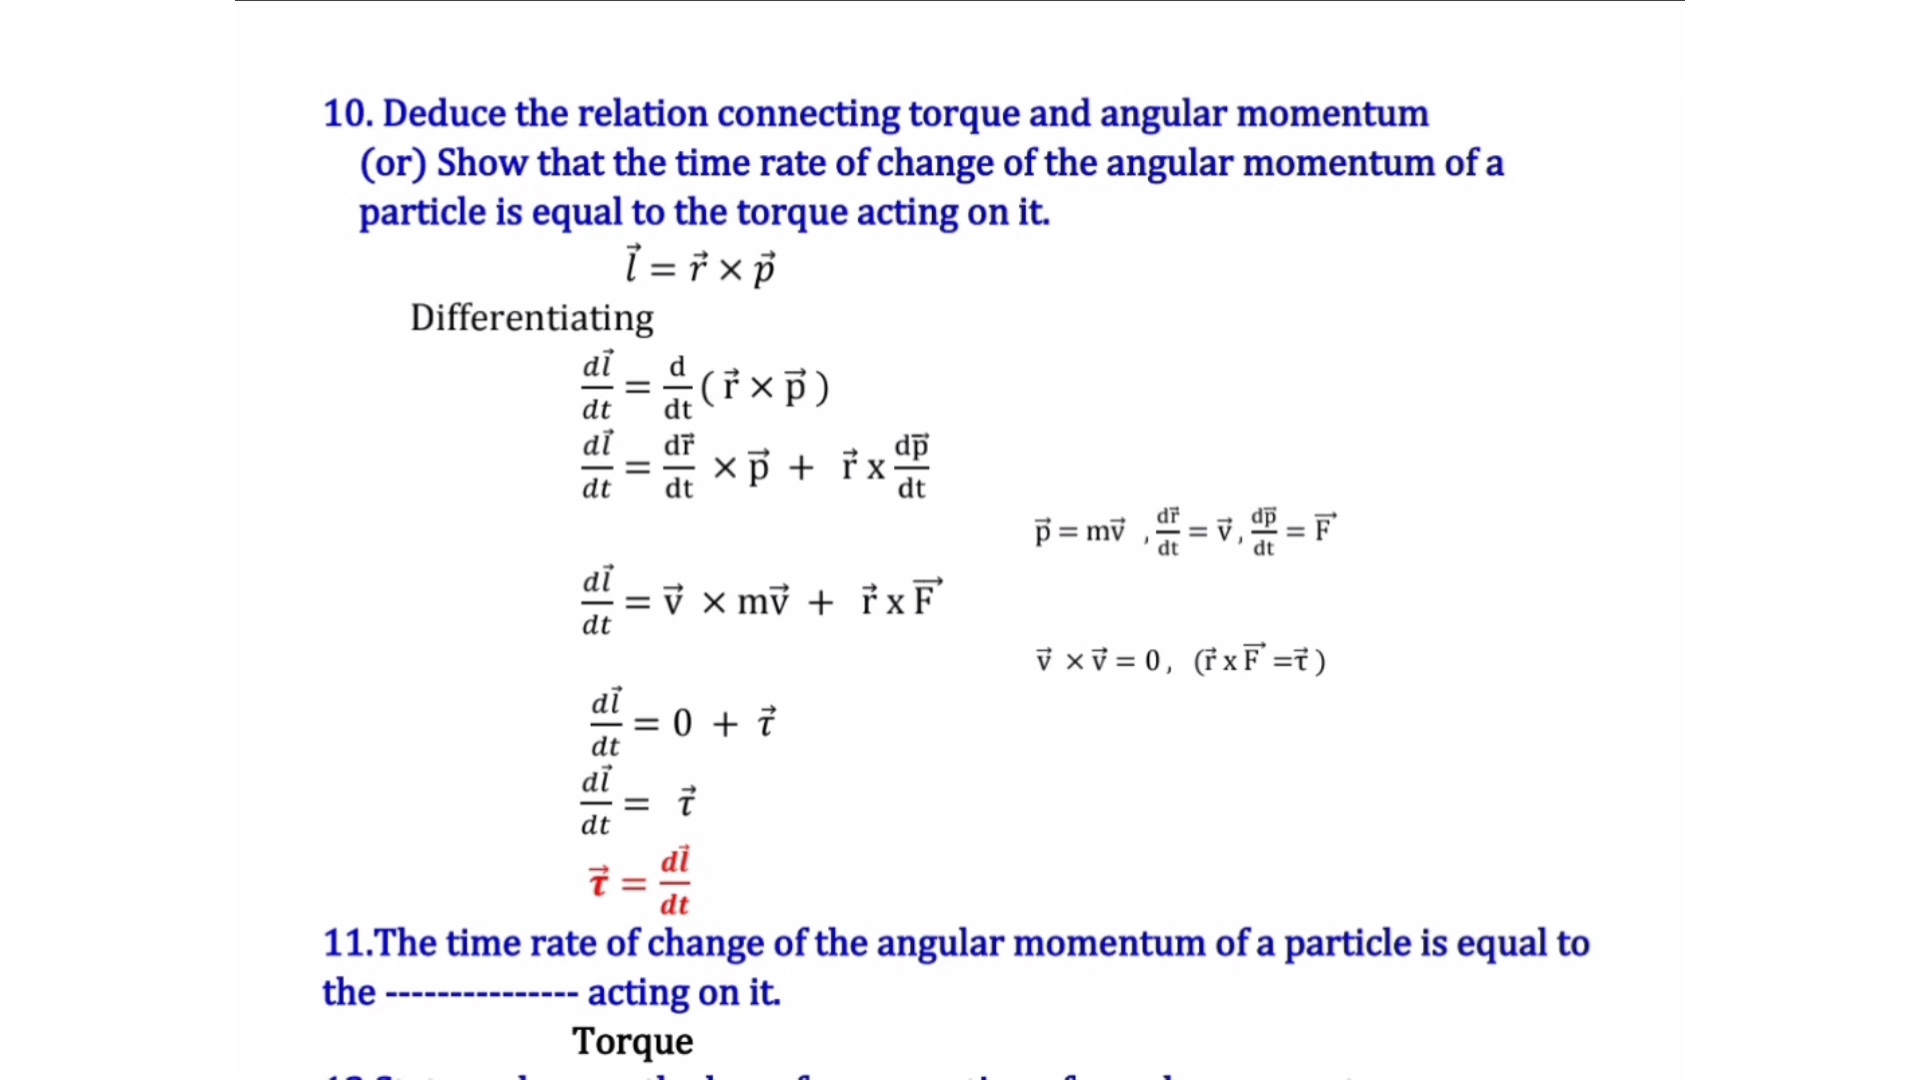 10. Deduce the relation connecting torque and angular momentum
(or) Show that the time rate of change of the angular momentum of a
particle is equal to the torque acting on it.
l⃗ = r⃗ × p⃗
Differentiating
dl⃗/dt = d/dt ( r⃗ × p⃗ )
dl⃗/dt = dr⃗/dt × p⃗ + r⃗ x dp⃗/dt
p⃗ = mv⃗ , dr⃗/dt = v⃗ , dp⃗/dt = F⃗
dl⃗/dt = v⃗ × mv⃗ + r⃗ x F⃗
v⃗ × v⃗ = 0 , (r⃗ x F⃗ =τ⃗ )
dl⃗/dt = 0 + τ⃗
dl⃗/dt = τ⃗
τ⃗ = dl⃗/dt
11.The time rate of change of the angular momentum of a particle is equal to
the --------------- acting on it.
Torque